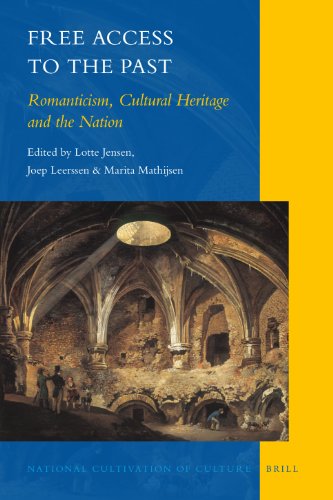 FREE ACCESS
TO THE PAST
Romanticism, Cultural Heritage
and the Nation
Edited by Lotte Jensen,
Joep Leerssen & Marita Mathijsen
NATIONAL CULTIVATION OF CULTURE
BRILL